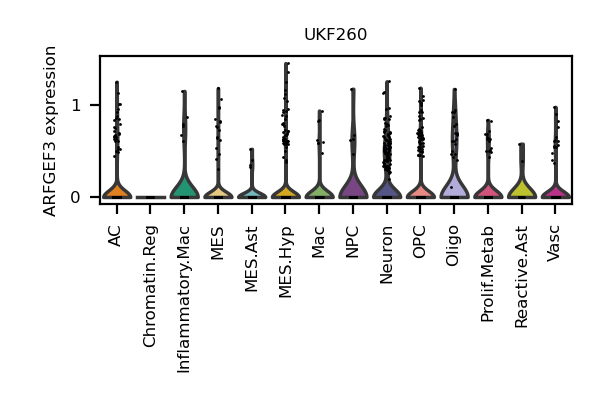 UKF260
ARFGEF3 expression
1
0
AC
Chromatin.Reg
Inflammatory.Mac
MES
MES.Ast
MES.Hyp
Mac
NPC
Neuron
OPC
Oligo
Prolif.Metab
Reactive.Ast
Vasc